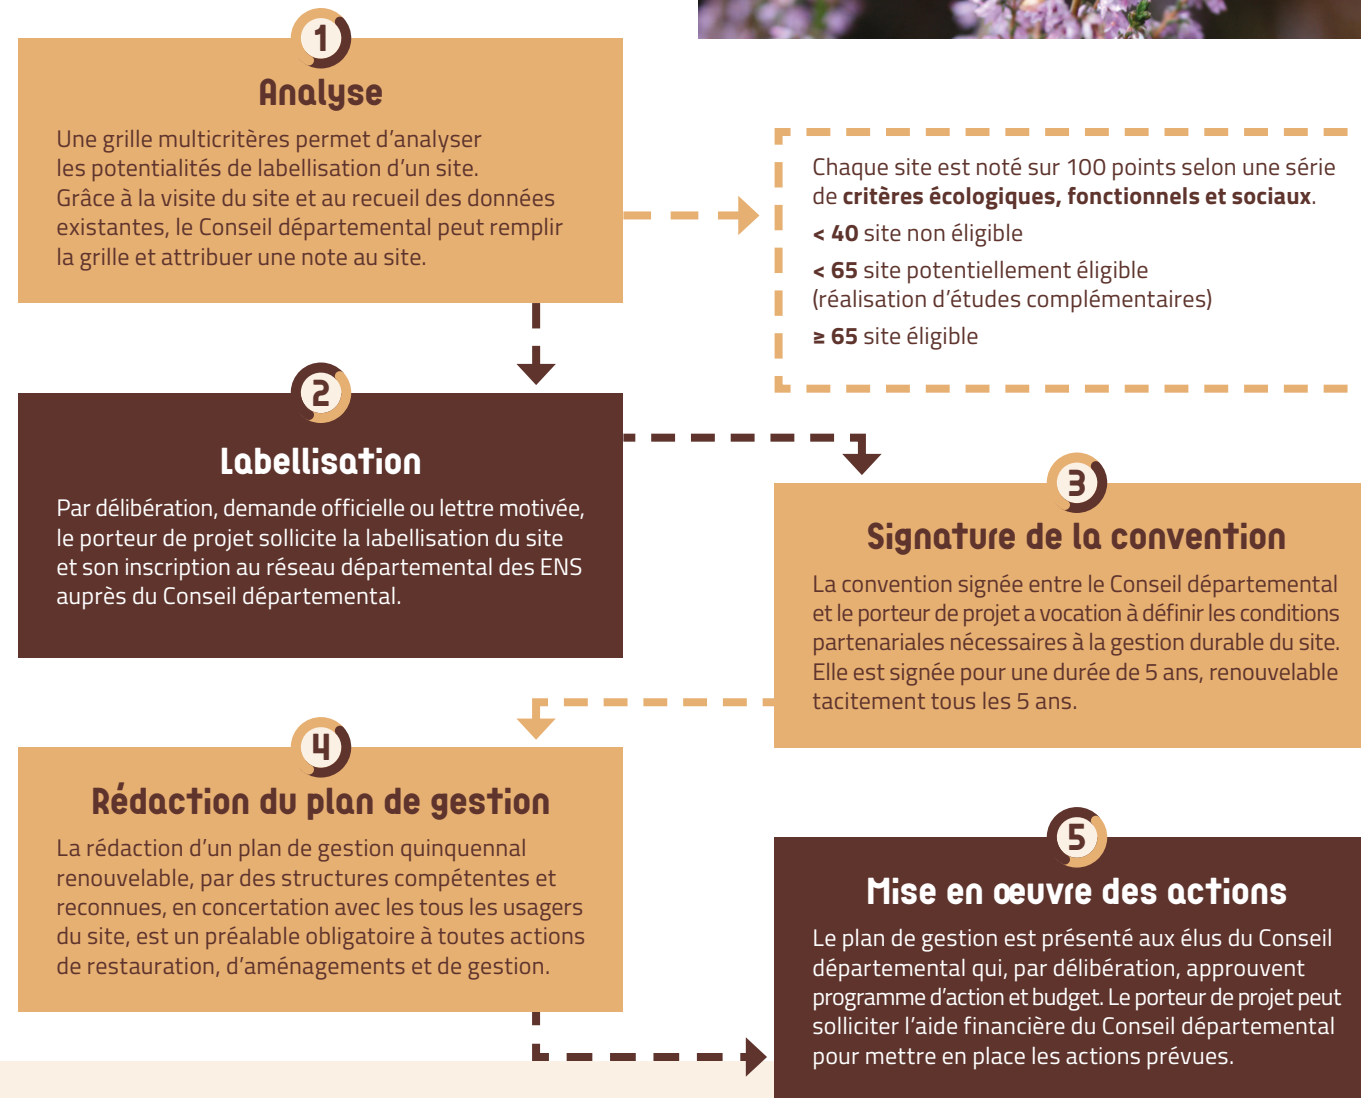 1
Analyse
Une grille multicritères permet d’analyser
les potentialités de labellisation d’un site.
Grâce à la visite du site et au recueil des données
existantes, le Conseil départemental peut remplir
la grille et attribuer une note au site.
Chaque site est noté sur 100 points selon une série
de critères écologiques, fonctionnels et sociaux.
< 40 site non éligible
< 65 site potentiellement éligible
(réalisation d’études complémentaires)
≥ 65 site éligible
2
Labellisation
Par délibération, demande officielle ou lettre motivée,
le porteur de projet sollicite la labellisation du site
et son inscription au réseau départemental des ENS
auprès du Conseil départemental.
3
Signature de la convention
La convention signée entre le Conseil départemental
et le porteur de projet a vocation à définir les conditions
partenariales nécessaires à la gestion durable du site.
Elle est signée pour une durée de 5 ans, renouvelable
tacitement tous les 5 ans.
4
Rédaction du plan de gestion
La rédaction d’un plan de gestion quinquennal
renouvelable, par des structures compétentes et
reconnues, en concertation avec les tous les usagers
du site, est un préalable obligatoire à toutes actions
de restauration, d’aménagements et de gestion.
5
Mise en œuvre des actions
Le plan de gestion est présenté aux élus du Conseil
départemental qui, par délibération, approuvent
programme d’action et budget. Le porteur de projet peut
solliciter l’aide financière du Conseil départemental
pour mettre en place les actions prévues.